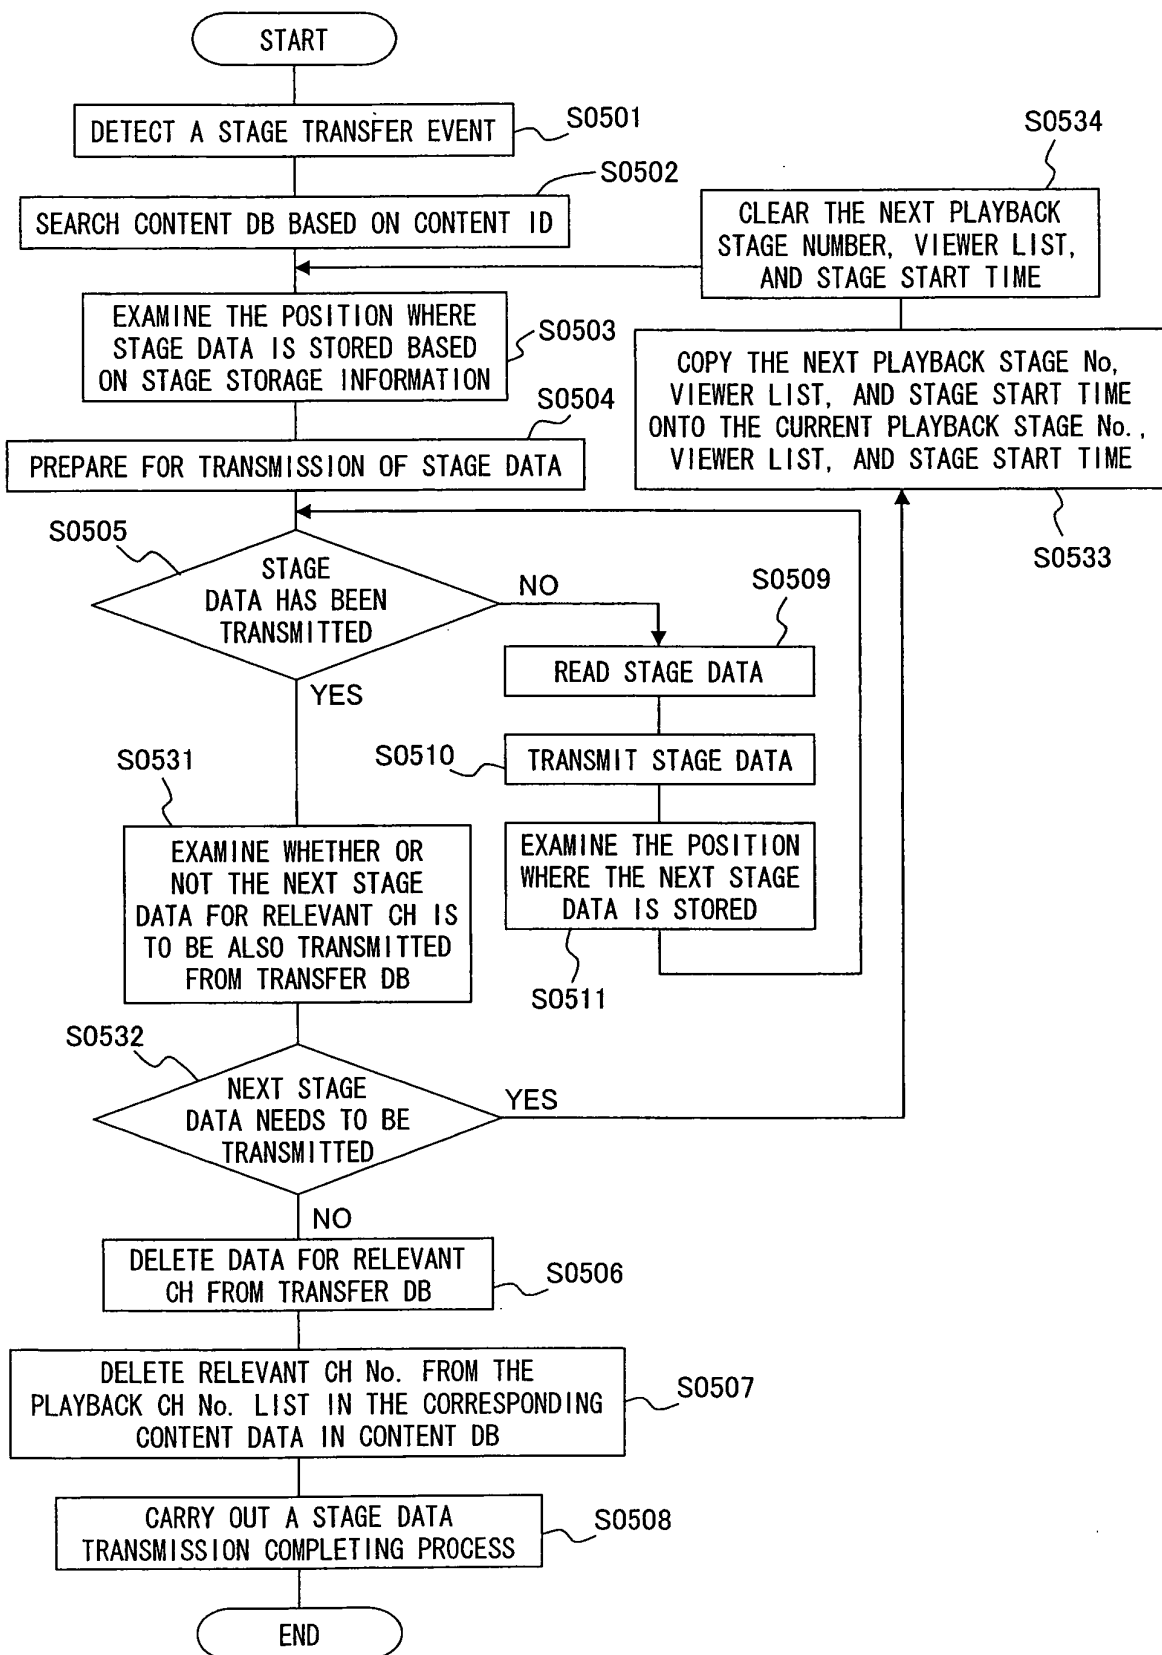 START
DETECT A STAGE TRANSFER EVENT
S0501
S0502
SEARCH CONTENT DB BASED ON CONTENT ID
EXAMINE THE POSITION WHERE
STAGE DATA IS STORED BASED
ON STAGE STORAGE INFORMATION
S0503
S0504
PREPARE FOR TRANSMISSION OF STAGE DATA
S0505
STAGE
DATA HAS BEEN
TRANSMITTED
NO
YES
S0509
READ STAGE DATA
S0510
TRANSMIT STAGE DATA
EXAMINE THE POSITION
WHERE THE NEXT STAGE
DATA IS STORED
S0511
S0531
EXAMINE WHETHER OR
NOT THE NEXT STAGE
DATA FOR RELEVANT CH IS
TO BE ALSO TRANSMITTED
FROM TRANSFER DB
S0532
NEXT STAGE
DATA NEEDS TO BE
TRANSMITTED
YES
NO
S0534
CLEAR THE NEXT PLAYBACK
STAGE NUMBER, VIEWER LIST,
AND STAGE START TIME
COPY THE NEXT PLAYBACK STAGE No,
VIEWER LIST, AND STAGE START TIME
ONTO THE CURRENT PLAYBACK STAGE No.,
VIEWER LIST, AND STAGE START TIME
S0533
DELETE DATA FOR RELEVANT
CH FROM TRANSFER DB
S0506
DELETE RELEVANT CH No. FROM THE
PLAYBACK CH No. LIST IN THE CORRESPONDING
CONTENT DATA IN CONTENT DB
S0507
CARRY OUT A STAGE DATA
TRANSMISSION COMPLETING PROCESS
S0508
END